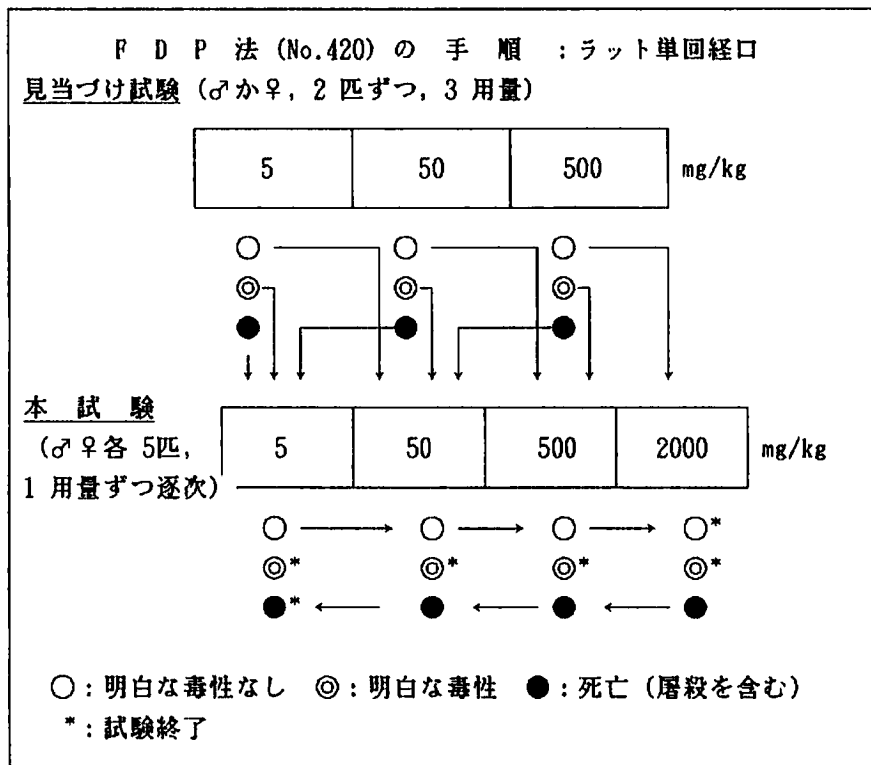 F D P 法 (No.420) の 手 順 : ラット単回経口
見当づけ試験 (♂か♀, 2 匹ずつ, 3 用量)
5 50 500 mg/kg
○ ○ ○
◎ ◎ ◎
● ● ●
本 試 験
(♂♀各 5匹,
1 用量ずつ逐次)
5 50 500 2000 mg/kg
○ ○ ○ ○*
◎* ◎* ◎* ◎*
●* ● ● ●
○ : 明白な毒性なし ◎ : 明白な毒性 ● : 死亡 (屠殺を含む)
* : 試験終了